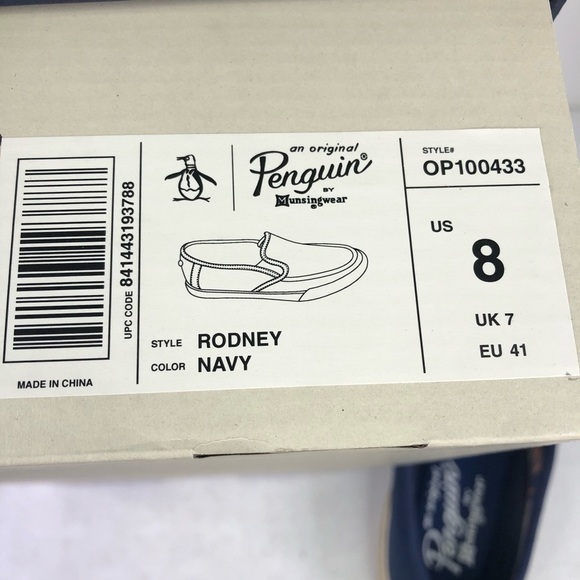 UPC CODE 841443193788
MADE IN CHINA
an original
Penguin®
BY
Munsingwear
STYLE RODNEY
COLOR NAVY
STYLE#
OP100433
US 8
UK 7
EU 41
Penguin